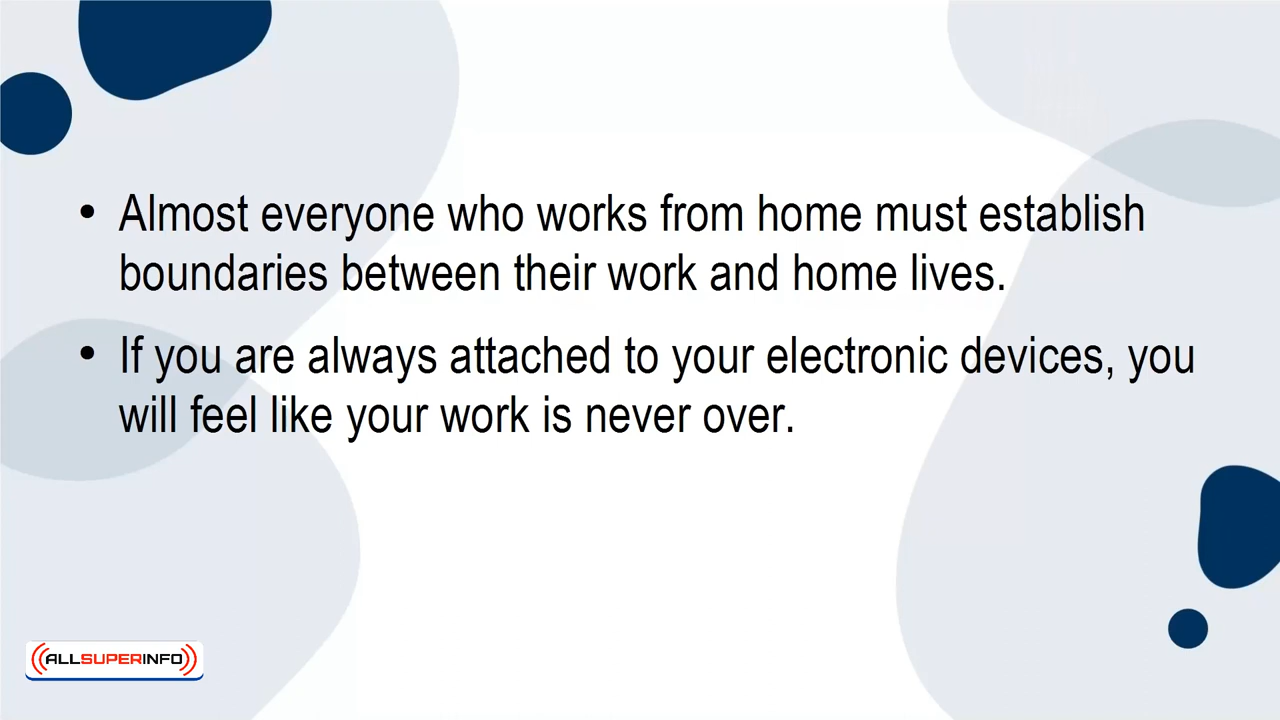 • Almost everyone who works from home must establish
boundaries between their work and home lives.
• If you are always attached to your electronic devices, you
will feel like your work is never over.
ALLSUPERINFO